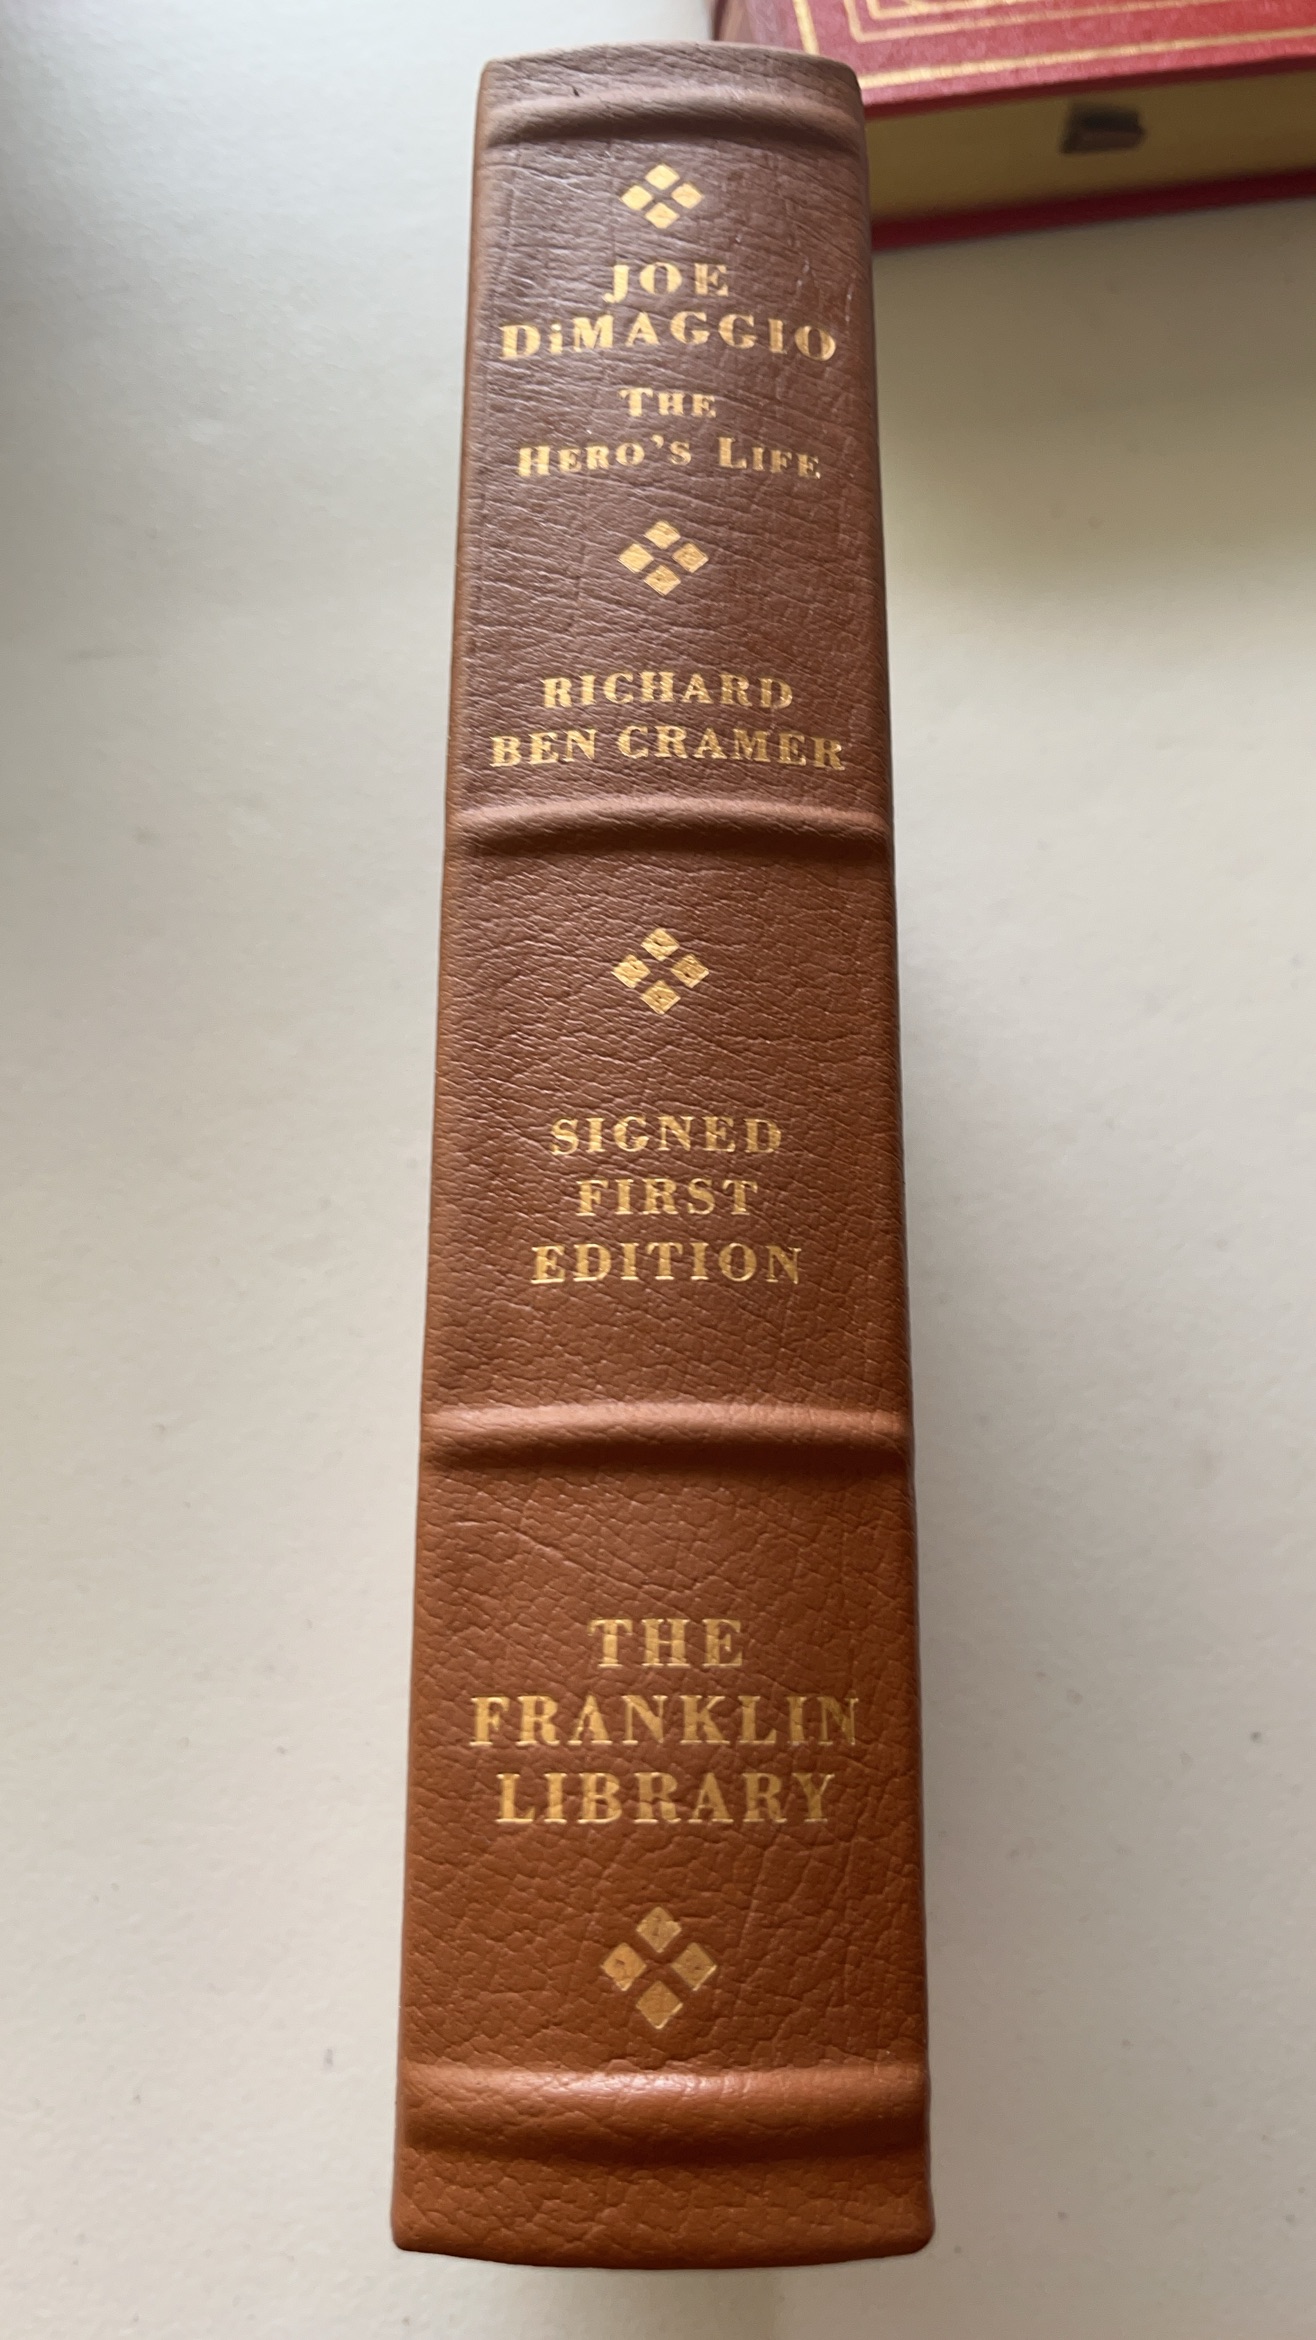 JOE
DiMAGGIO
THE
HERO'S LIFE
RICHARD
BEN CRAMER
SIGNED
FIRST
EDITION
THE
FRANKLIN
LIBRARY